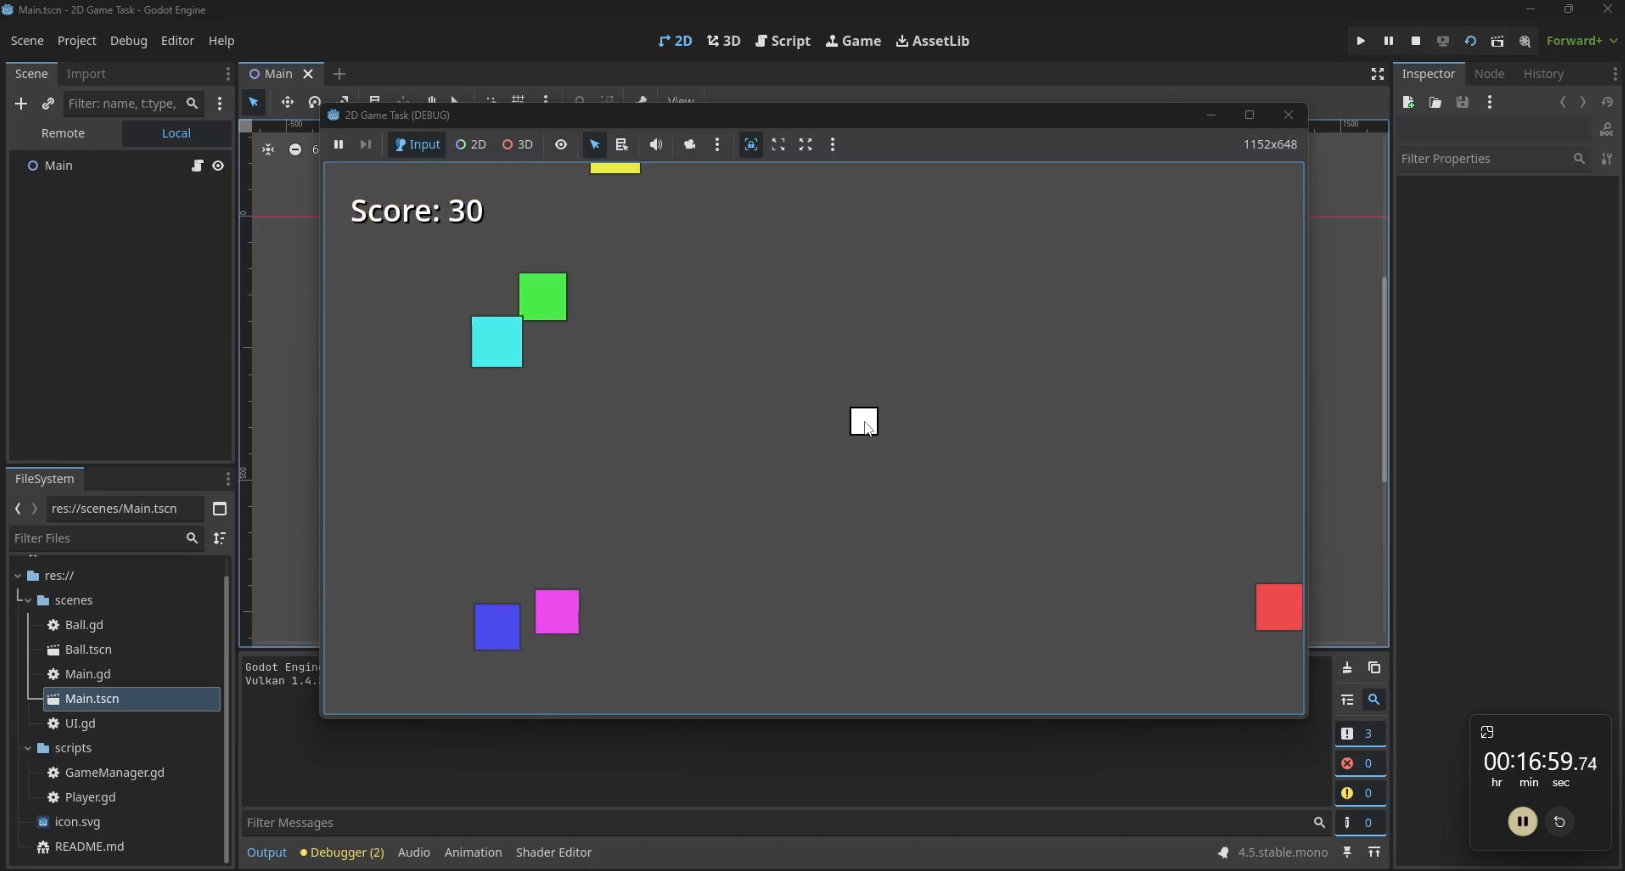 Main.tscn - 2D Game Task - Godot Engine
Scene Project Debug Editor Help
2D 3D Script Game AssetLib
Forward+
Scene Import
Main
Inspector Node History
Filter: name, t:type,
View
Remote Local
Main
-500
1500
0
500
2D Game Task (DEBUG)
Input 2D 3D
1152x648
Score: 30
Filter Properties
FileSystem
res://scenes/Main.tscn
Filter Files
res://
scenes
Ball.gd
Ball.tscn
Main.gd
Main.tscn
UI.gd
scripts
GameManager.gd
Player.gd
icon.svg
README.md
Godot Engin
Vulkan 1.4.
3
0
0
0
Filter Messages
Output Debugger (2) Audio Animation Shader Editor
4.5.stable.mono
00:16:59.74
hr min sec